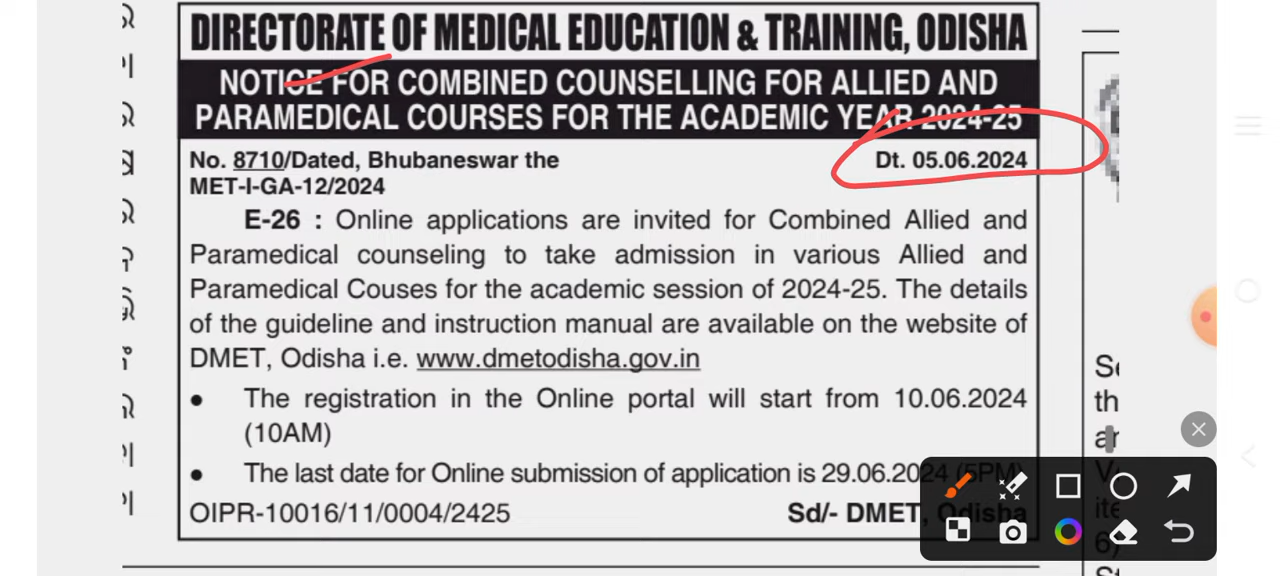 DIRECTORATE OF MEDICAL EDUCATION & TRAINING, ODISHA
NOTICE FOR COMBINED COUNSELLING FOR ALLIED AND
PARAMEDICAL COURSES FOR THE ACADEMIC YEAR 2024-25
No. 8710/Dated, Bhubaneswar the Dt. 05.06.2024
MET-I-GA-12/2024
E-26 : Online applications are invited for Combined Allied and
Paramedical counseling to take admission in various Allied and
Paramedical Couses for the academic session of 2024-25. The details
of the guideline and instruction manual are available on the website of
DMET, Odisha i.e. www.dmetodisha.gov.in
● The registration in the Online portal will start from 10.06.2024
(10AM)
● The last date for Online submission of application is 29.06.2024 (5PM)
OIPR-10016/11/0004/2425 Sd/- DMET, Odisha
th